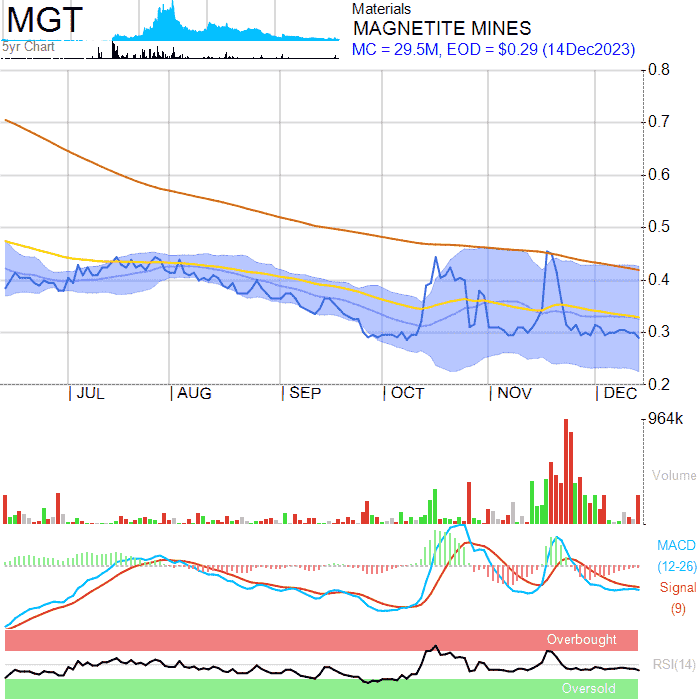 MGT
5yr Chart
Materials
MAGNETITE MINES
MC = 29.5M, EOD = $0.29 (14Dec2023)
0.8
0.7
0.6
0.5
0.4
0.3
0.2
JUL AUG SEP OCT NOV DEC
964k
Volume
MACD
(12-26)
Signal
(9)
Overbought
RSI(14)
Oversold